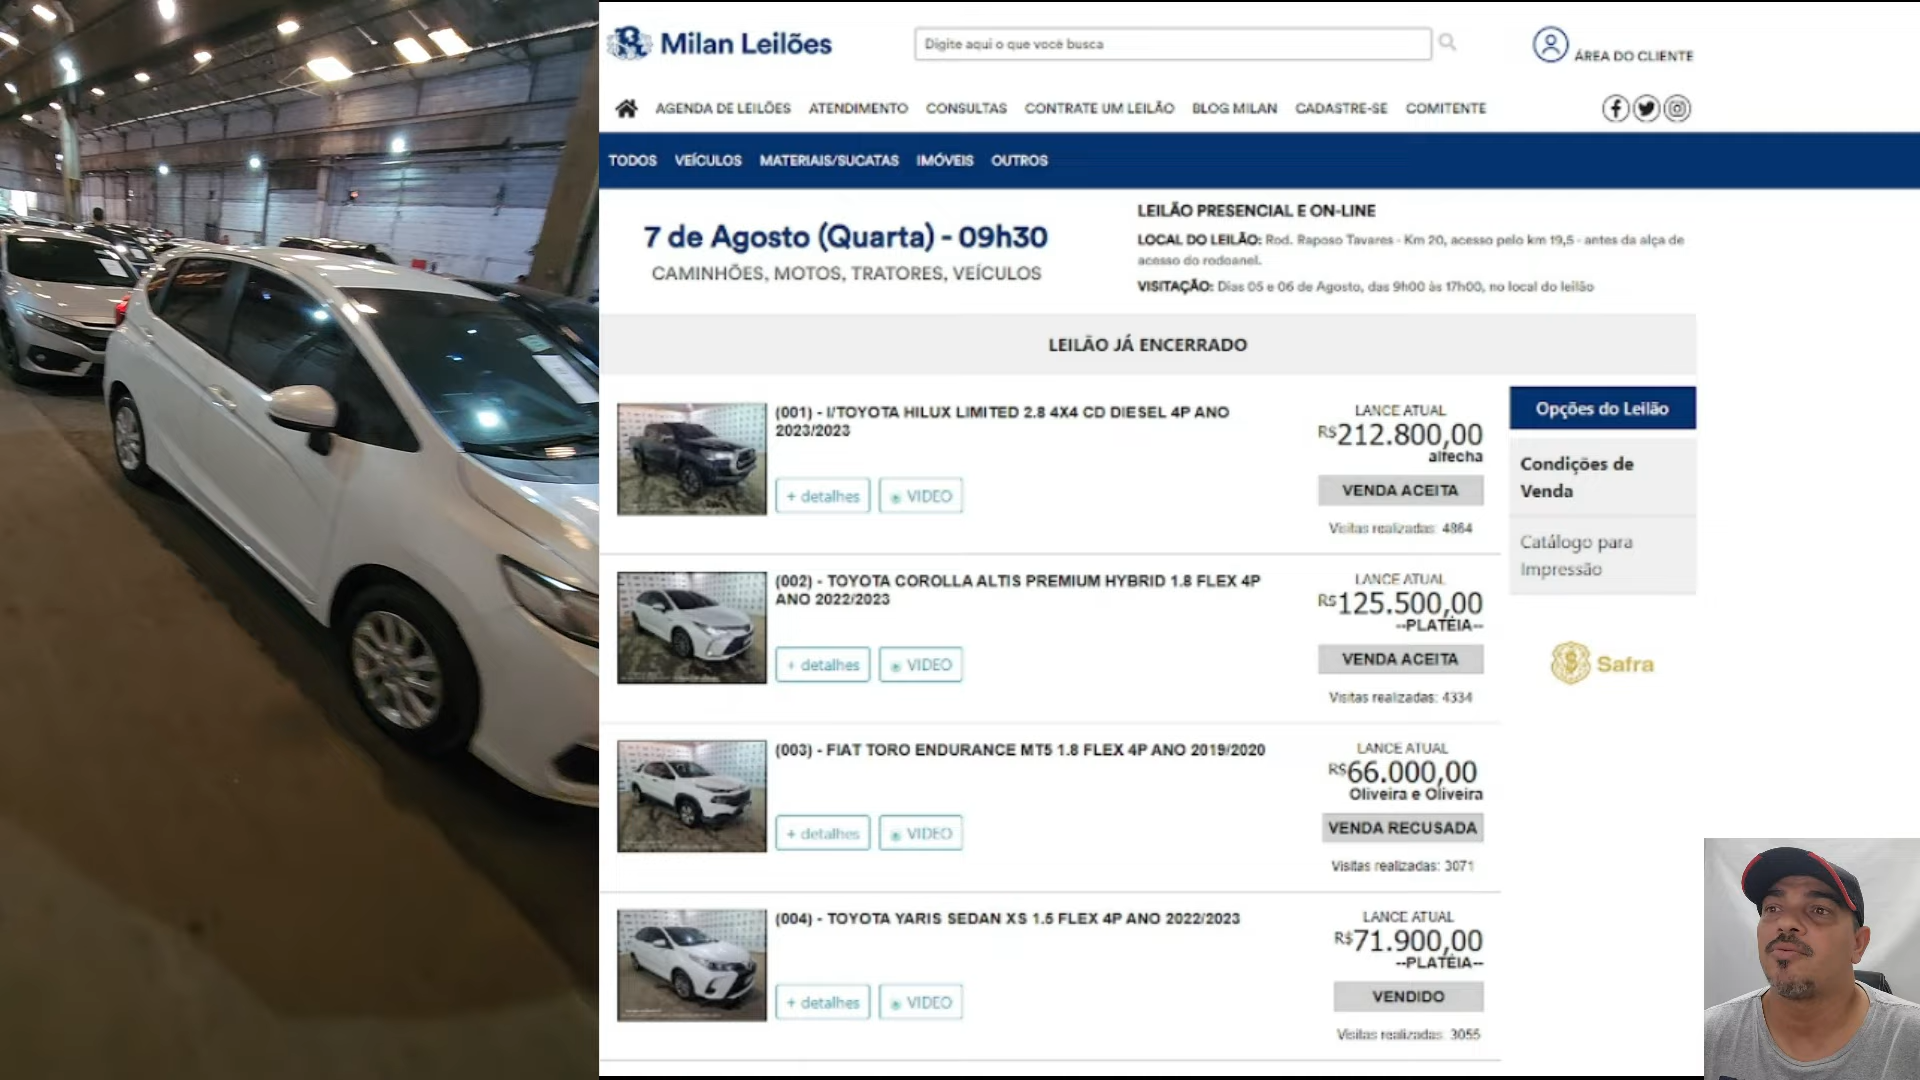 Milan Leilões
Digite aqui o que você busca
ÁREA DO CLIENTE
AGENDA DE LEILÕES ATENDIMENTO CONSULTAS CONTRATE UM LEILÃO BLOG MILAN CADASTRE-SE COMITENTE
TODOS VEÍCULOS MATERIAIS/SUCATAS IMÓVEIS OUTROS
7 de Agosto (Quarta) - 09h30
CAMINHÕES, MOTOS, TRATORES, VEÍCULOS
LEILÃO PRESENCIAL E ON-LINE
LOCAL DO LEILÃO: Rod. Raposo Tavares - Km 20, acesso pelo km 19,5 - antes da alça de
acesso do rodoanel.
VISITAÇÃO: Dias 05 e 06 de Agosto, das 9h00 às 17h00, no local do leilão
LEILÃO JÁ ENCERRADO
(001) - I/TOYOTA HILUX LIMITED 2.8 4X4 CD DIESEL 4P ANO
2023/2023
+ detalhes VIDEO
LANCE ATUAL
R$212.800,00
alfecha
VENDA ACEITA
Visitas realizadas: 4864
(002) - TOYOTA COROLLA ALTIS PREMIUM HYBRID 1.8 FLEX 4P
ANO 2022/2023
+ detalhes VIDEO
LANCE ATUAL
R$125.500,00
--PLATÉIA--
VENDA ACEITA
Visitas realizadas: 4334
(003) - FIAT TORO ENDURANCE MT5 1.8 FLEX 4P ANO 2019/2020
+ detalhes VIDEO
LANCE ATUAL
R$66.000,00
Oliveira e Oliveira
VENDA RECUSADA
Visitas realizadas: 3071
(004) - TOYOTA YARIS SEDAN XS 1.5 FLEX 4P ANO 2022/2023
+ detalhes VIDEO
LANCE ATUAL
R$71.900,00
--PLATÉIA--
VENDIDO
Visitas realizadas: 3055
Opções do Leilão
Condições de
Venda
Catálogo para
Impressão
Safra